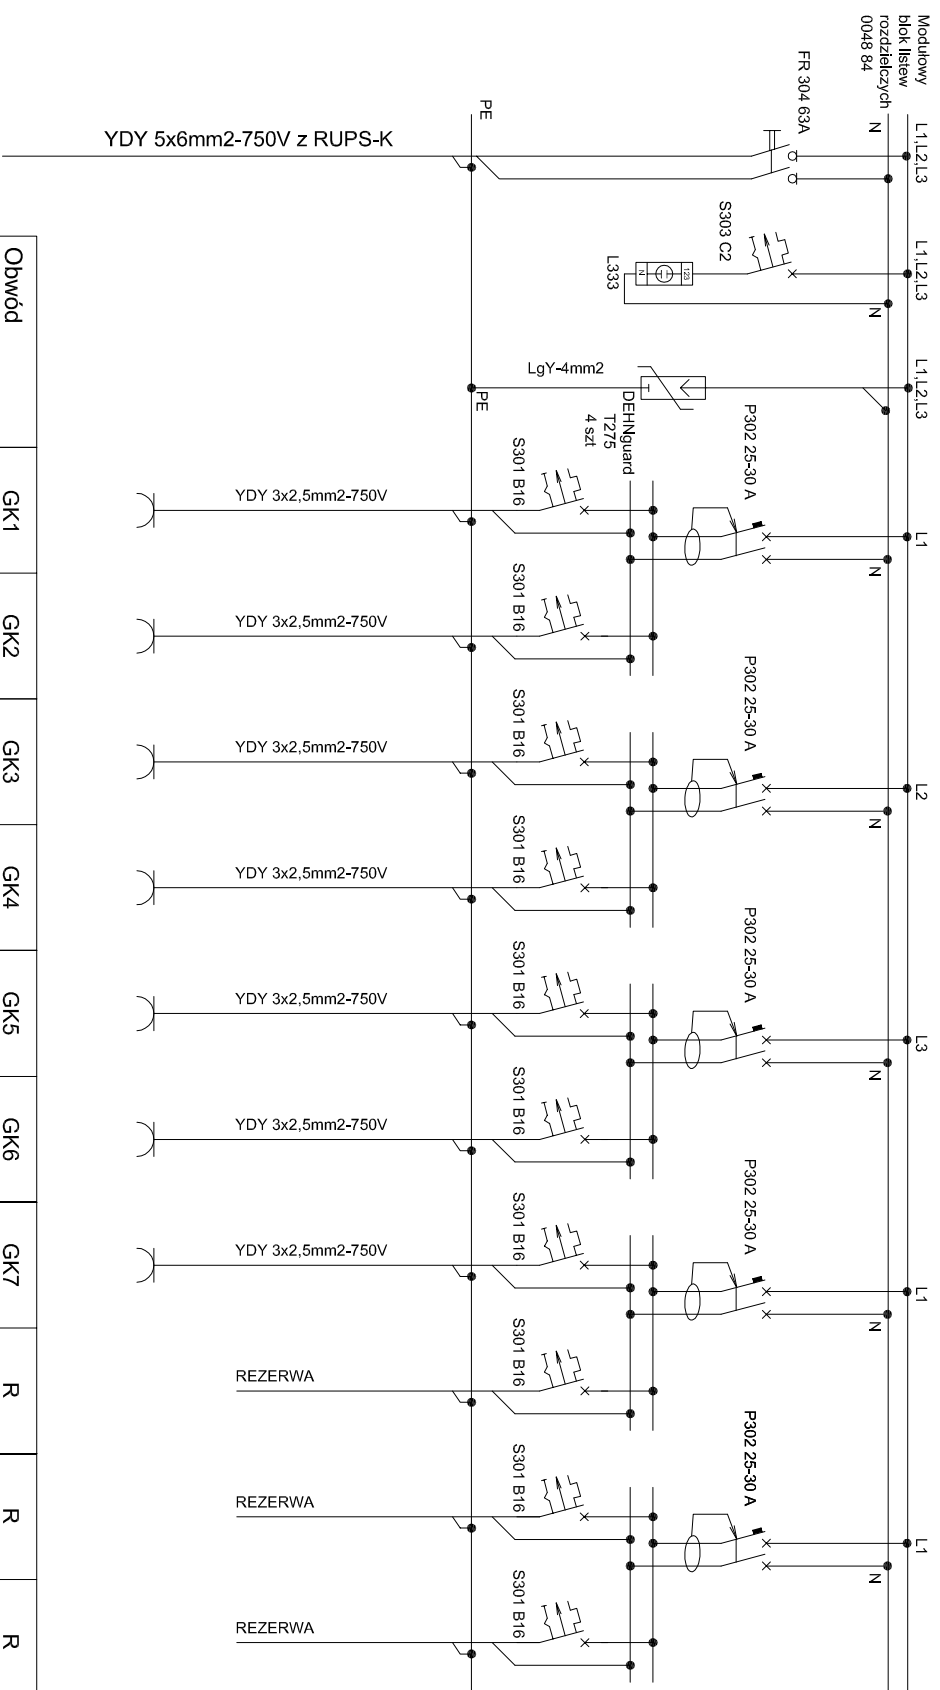 Modułowy
blok listew
rozdzielczych
0048 84
L1,L2,L3
N
FR 304 63A
PE
YDY 5x6mm2-750V z RUPS-K
L1,L2,L3
N
S303 C2
L333
123
N
L1,L2,L3
LgY-4mm2
PE
DEHNguard
T275
4 szt
P302 25-30 A
L1
N
S301 B16
YDY 3x2,5mm2-750V
S301 B16
YDY 3x2,5mm2-750V
P302 25-30 A
L2
N
S301 B16
YDY 3x2,5mm2-750V
S301 B16
YDY 3x2,5mm2-750V
P302 25-30 A
L3
N
S301 B16
YDY 3x2,5mm2-750V
S301 B16
YDY 3x2,5mm2-750V
P302 25-30 A
L1
N
S301 B16
YDY 3x2,5mm2-750V
S301 B16
REZERWA
P302 25-30 A
L1
N
S301 B16
REZERWA
S301 B16
REZERWA
Obwód
GK1
GK2
GK3
GK4
GK5
GK6
GK7
R
R
R